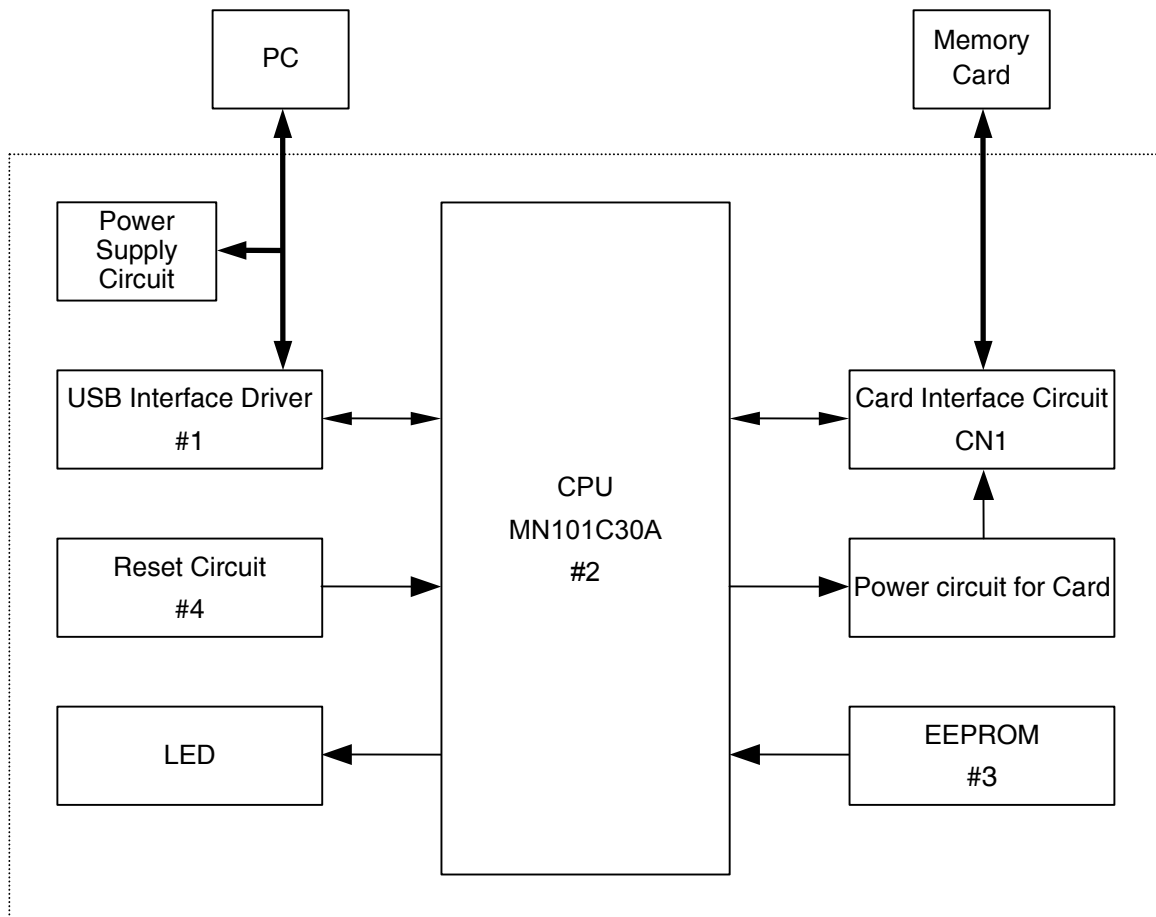 PC
Memory
Card
Power
Supply
Circuit
USB Interface Driver
#1
Card Interface Circuit
CN1
CPU
MN101C30A
#2
Reset Circuit
#4
Power circuit for Card
LED
EEPROM
#3